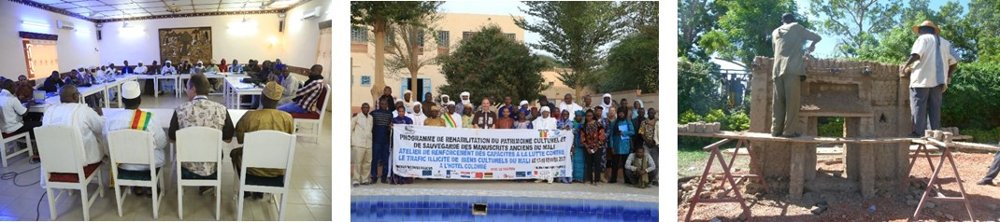 PROGRAMME DE REHABILITATION DU PATRIMOINE CULTUREL ET
DE SAUVEGARDE DES MANUSCRITS ANCIENS DU MALI
ATELIER DE RENFORCEMENT DES CAPACITES A LA LUTTE CONTRE
LE TRAFIC ILLICITE DE BIENS CULTURELS DU MALI
A L'HOTEL COLOMBE